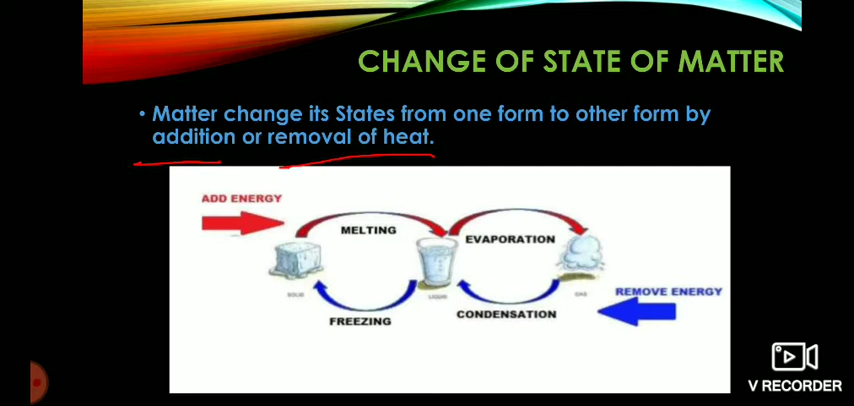 CHANGE OF STATE OF MATTER
• Matter change its States from one form to other form by
addition or removal of heat.
ADD ENERGY
MELTING
EVAPORATION
SOLID
LIQUID
GAS
REMOVE ENERGY
FREEZING
CONDENSATION
V RECORDER